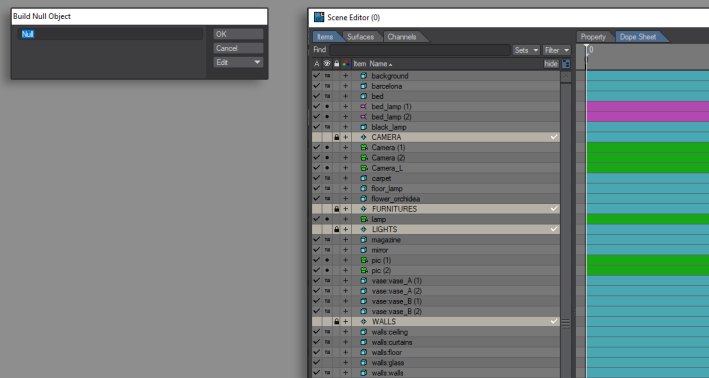 Build Null Object
Null
OK
Cancel
Edit
Scene Editor (0)
Items Surfaces Channels
Property Dope Sheet
Find Sets Filter
0
A Item Name hide
background
barcelona
bed
bed_lamp (1)
bed_lamp (2)
black_lamp
CAMERA
Camera (1)
Camera (2)
Camera_L
carpet
floor_lamp
flower_orchidea
FURNITURES
lamp
LIGHTS
magazine
mirror
pic (1)
pic (2)
vase:vase_A (1)
vase:vase_A (2)
vase:vase_B (1)
vase:vase_B (2)
WALLS
walls:ceiling
walls:curtains
walls:floor
walls:glass
walls:walls